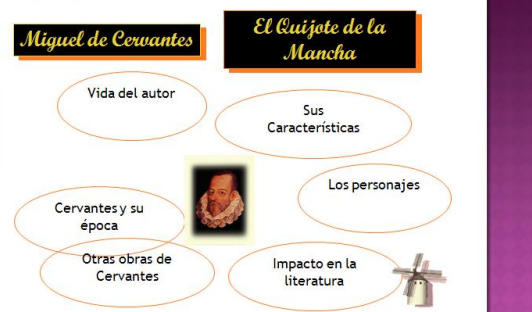 Miguel de Cervantes
El Quijote de la
Mancha
Vida del autor
Sus
Características
Los personajes
Cervantes y su
época
Otras obras de
Cervantes
Impacto en la
literatura